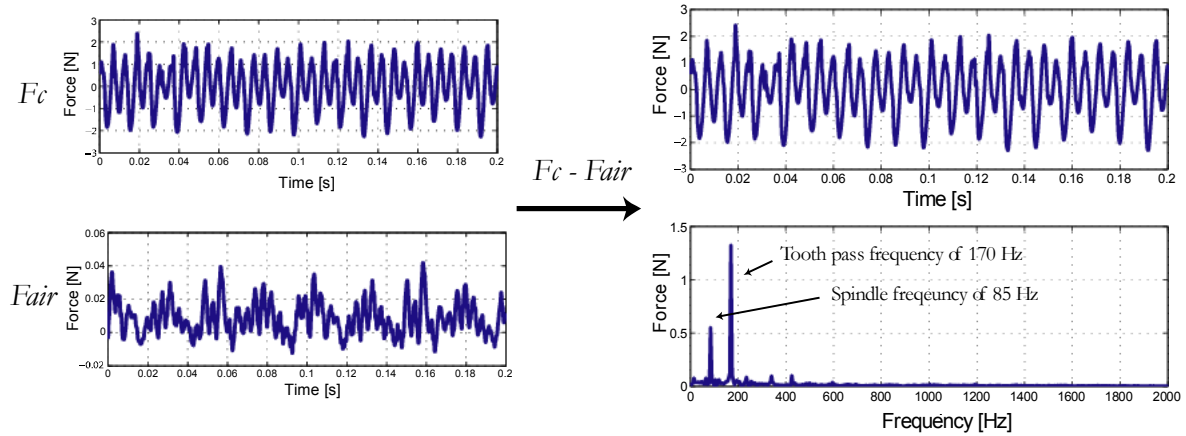 Fc
Force [N]
3
2
1
0
−1
−2
−3
0 0.02 0.04 0.06 0.08 0.1 0.12 0.14 0.16 0.18 0.2
Time [s]
Fair
Force [N]
0.06
0.04
0.02
0
−0.02
0 0.02 0.04 0.06 0.08 0.1 0.12 0.14 0.16 0.18 0.2
Time [s]
Fc - Fair
Force [N]
3
2
1
0
−1
−2
−3
0 0.02 0.04 0.06 0.08 0.1 0.12 0.14 0.16 0.18 0.2
Time [s]
Force [N]
1.5
1
0.5
0
Tooth pass frequency of 170 Hz
Spindle freqeuncy of 85 Hz
0 200 400 600 800 1000 1200 1400 1600 1800 2000
Frequency [Hz]